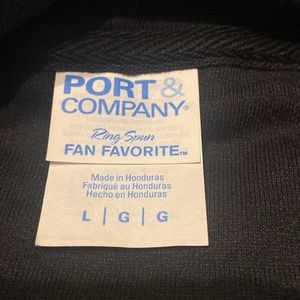 PORT &
COMPANY®
Ring Spun
FAN FAVORITE™
Made in Honduras
Fabriqué au Honduras
Hecho en Honduras
L | G | G